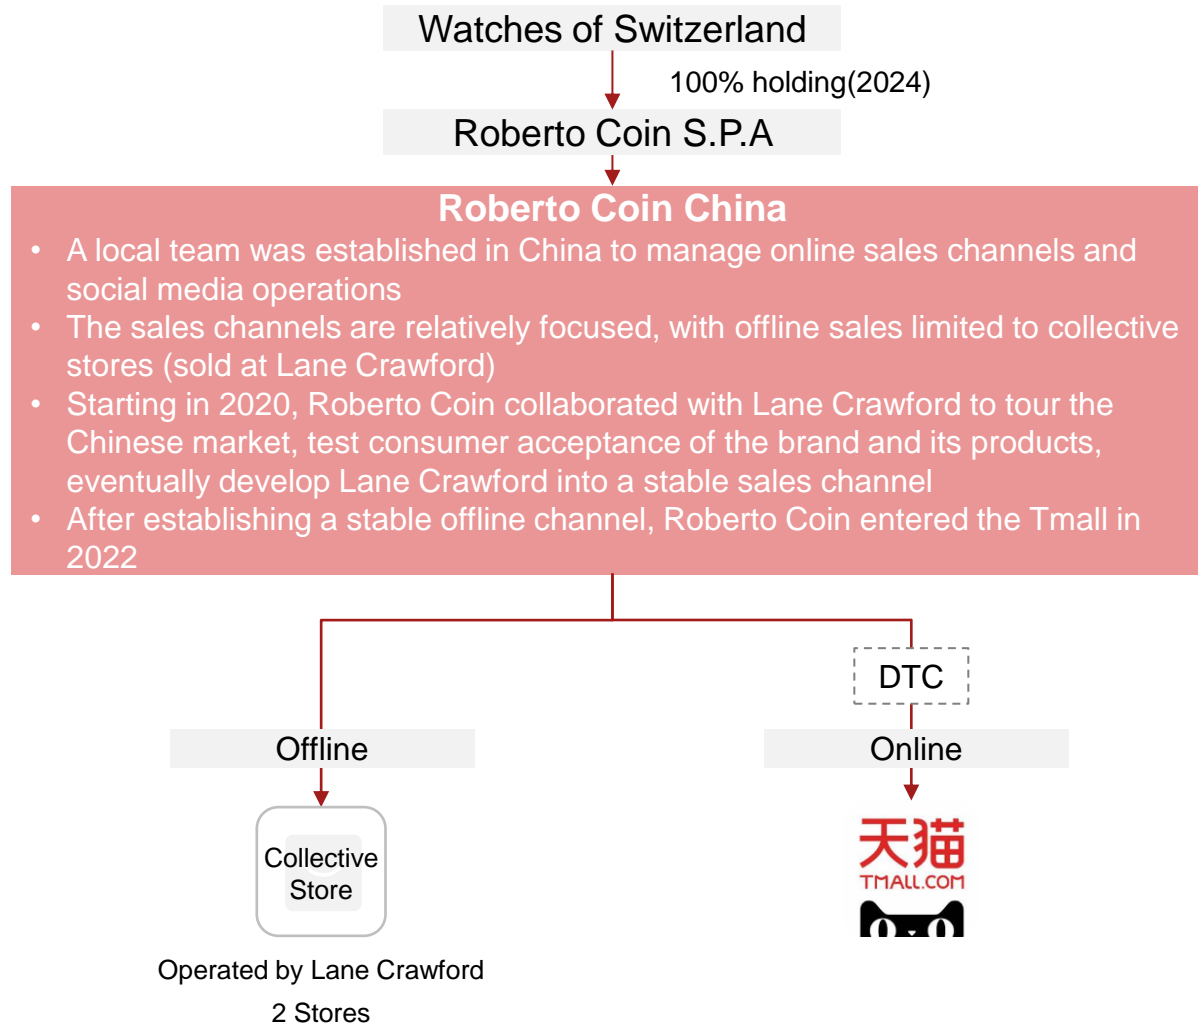 Watches of Switzerland
100% holding(2024)
Roberto Coin S.P.A
Roberto Coin China
• A local team was established in China to manage online sales channels and
social media operations
• The sales channels are relatively focused, with offline sales limited to collective
stores (sold at Lane Crawford)
• Starting in 2020, Roberto Coin collaborated with Lane Crawford to tour the
Chinese market, test consumer acceptance of the brand and its products,
eventually develop Lane Crawford into a stable sales channel
• After establishing a stable offline channel, Roberto Coin entered the Tmall in
2022
DTC
Offline
Online
Collective
Store
天猫
TMALL.COM
Operated by Lane Crawford
2 Stores